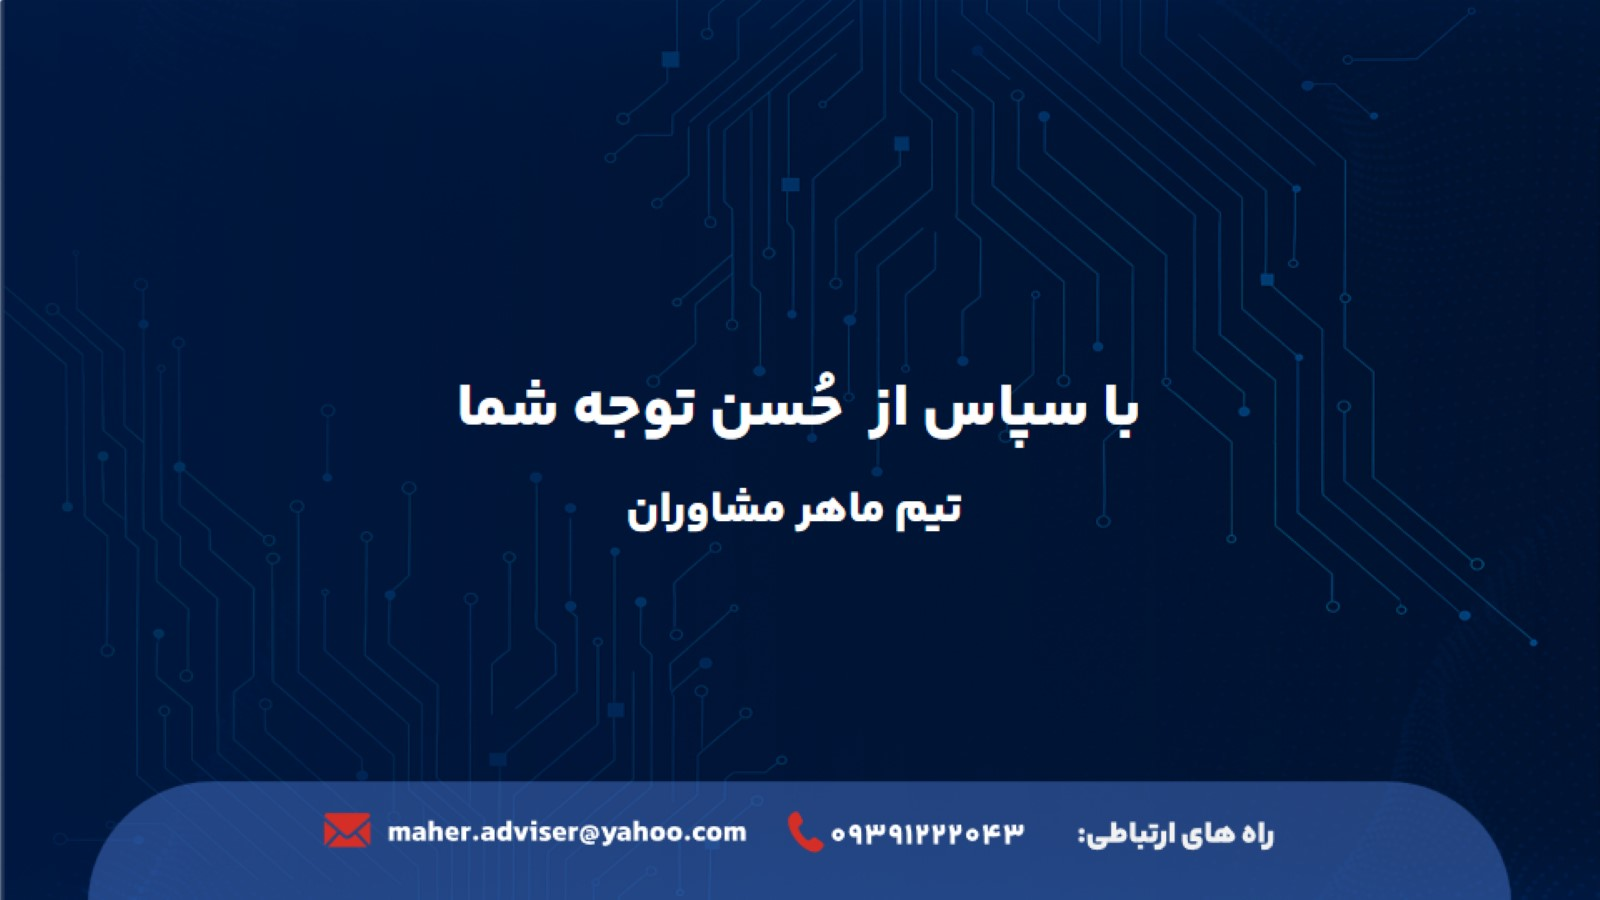 با سپاس از حُسن توجه شما
تیم ماهر مشاوران
راه های ارتباطی: ۰۹۳۹۱۲۲۲۰۴۳ maher.adviser@yahoo.com